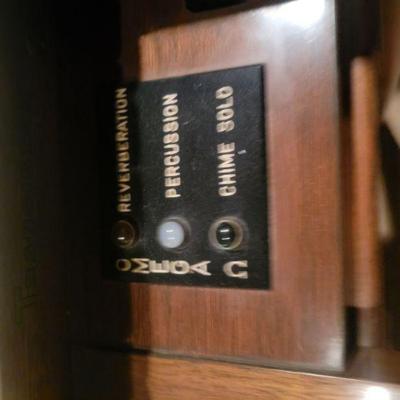 REVERBERATION
PERCUSSION
CHIME SOLO
OMEGA